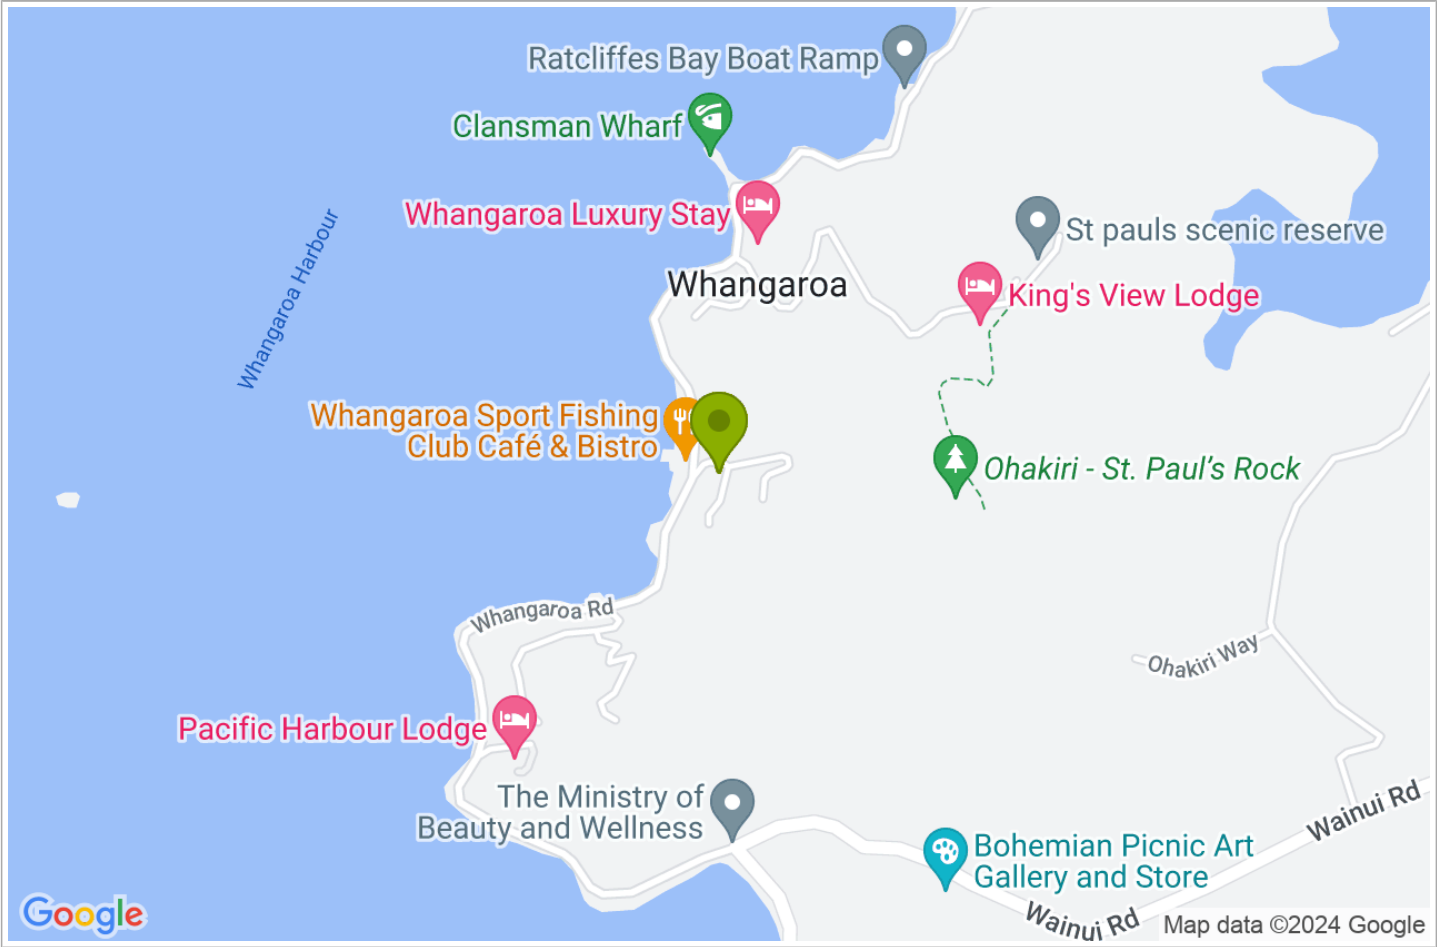 Ratcliffes Bay Boat Ramp
Clansman Wharf
Whangaroa Luxury Stay
St pauls scenic reserve
Whangaroa Harbour
Whangaroa
King's View Lodge
Whangaroa Sport Fishing
Club Café & Bistro
Ohakiri - St. Paul’s Rock
Whangaroa Rd
Ohakiri Way
Pacific Harbour Lodge
The Ministry of
Beauty and Wellness
Wainui Rd
Bohemian Picnic Art
Gallery and Store
Wainui Rd
Google
Map data ©2024 Google